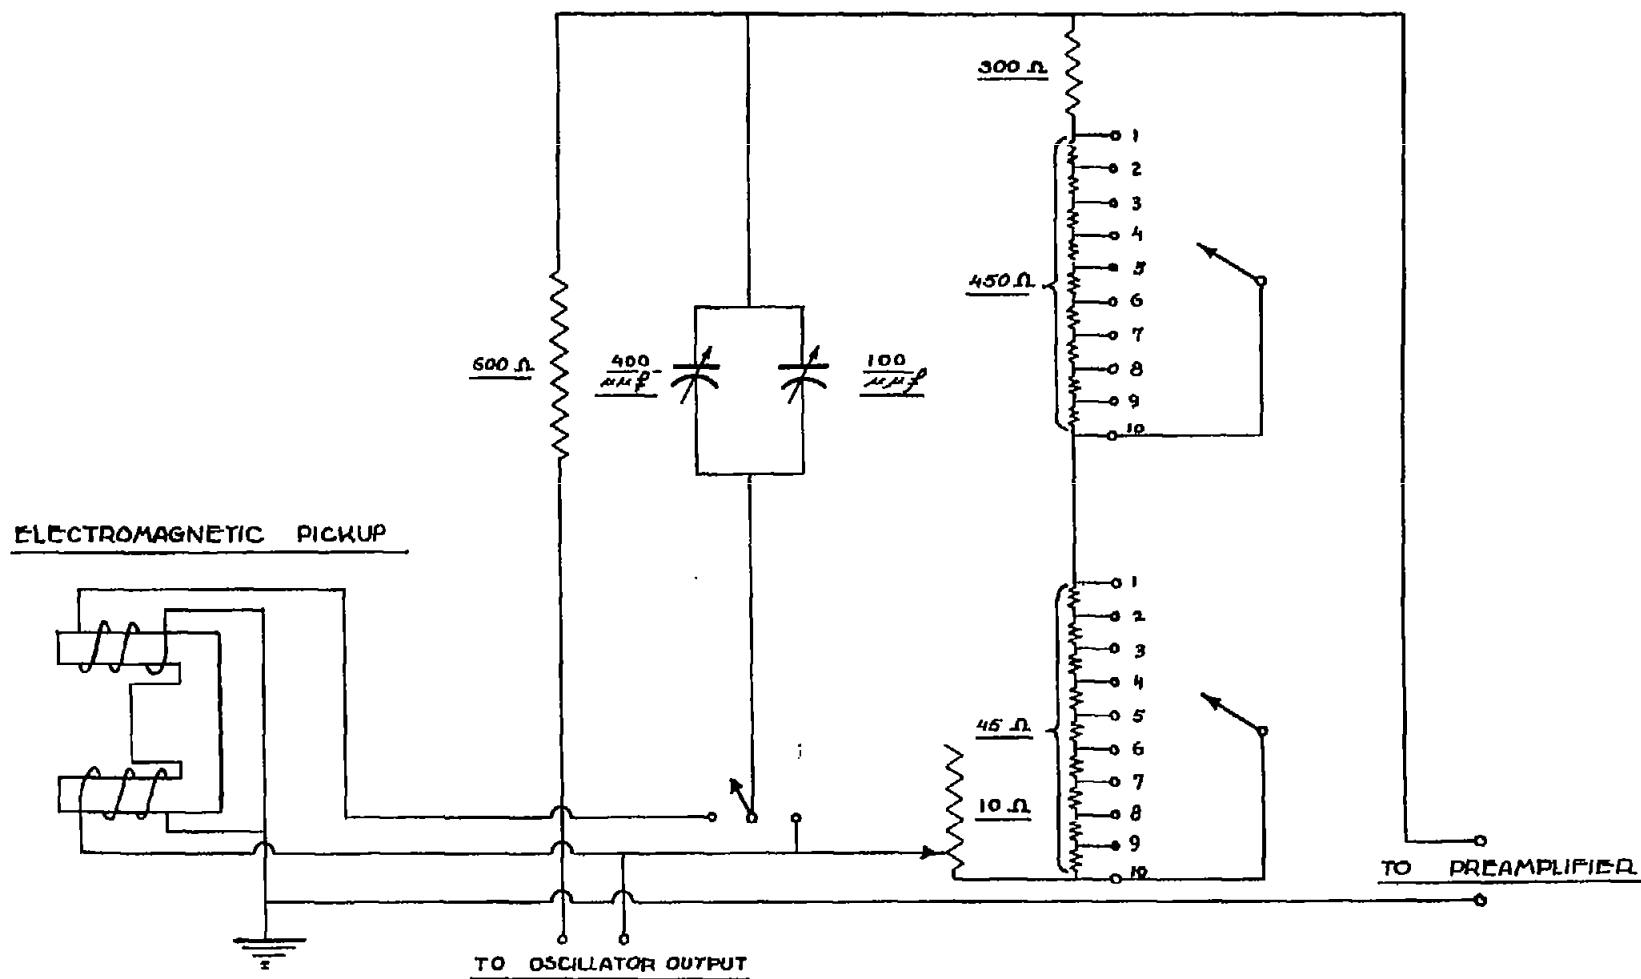 300 Ω
1
2
3
4
5
6
7
8
9
10
450 Ω
600 Ω
400
μμf
100
μμf
ELECTROMAGNETIC PICKUP
1
2
3
4
5
6
7
8
9
10
45 Ω
10 Ω
TO PREAMPLIFIER
TO OSCILLATOR OUTPUT